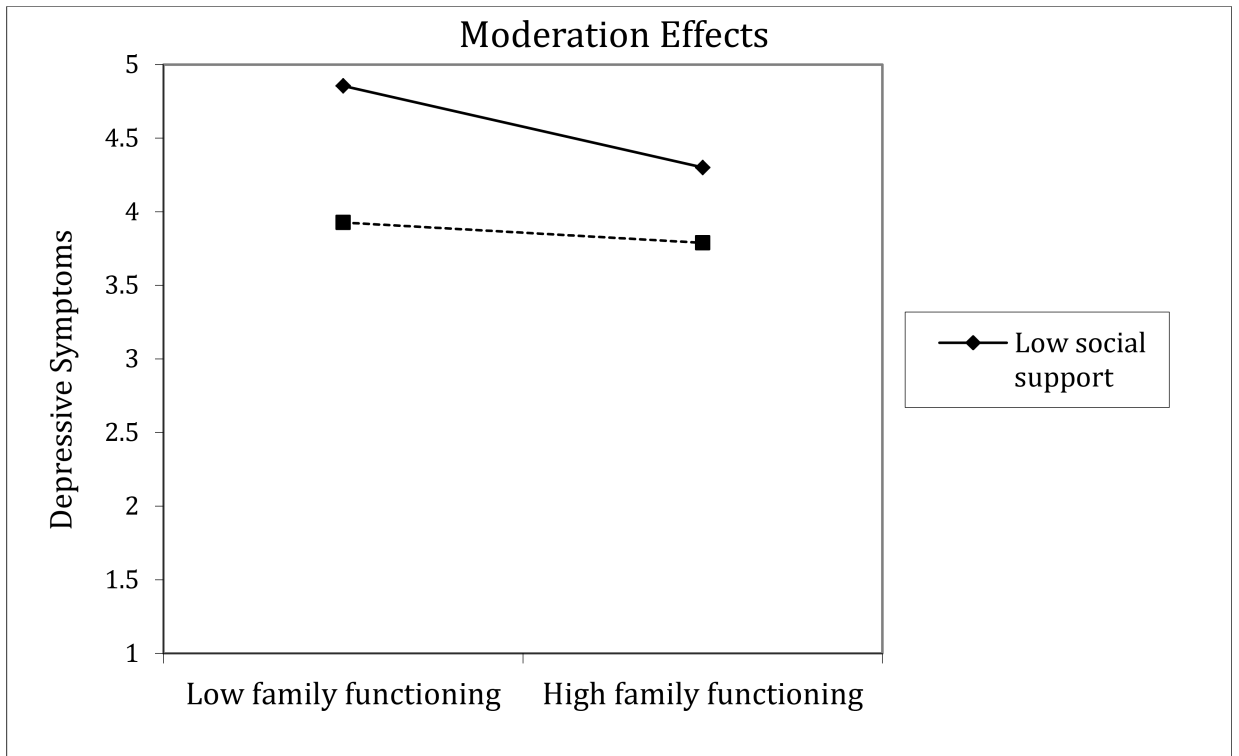 Moderation Effects
5
4.5
4
3.5
3
2.5
2
1.5
1
Depressive Symptoms
Low family functioning
High family functioning
Low social
support